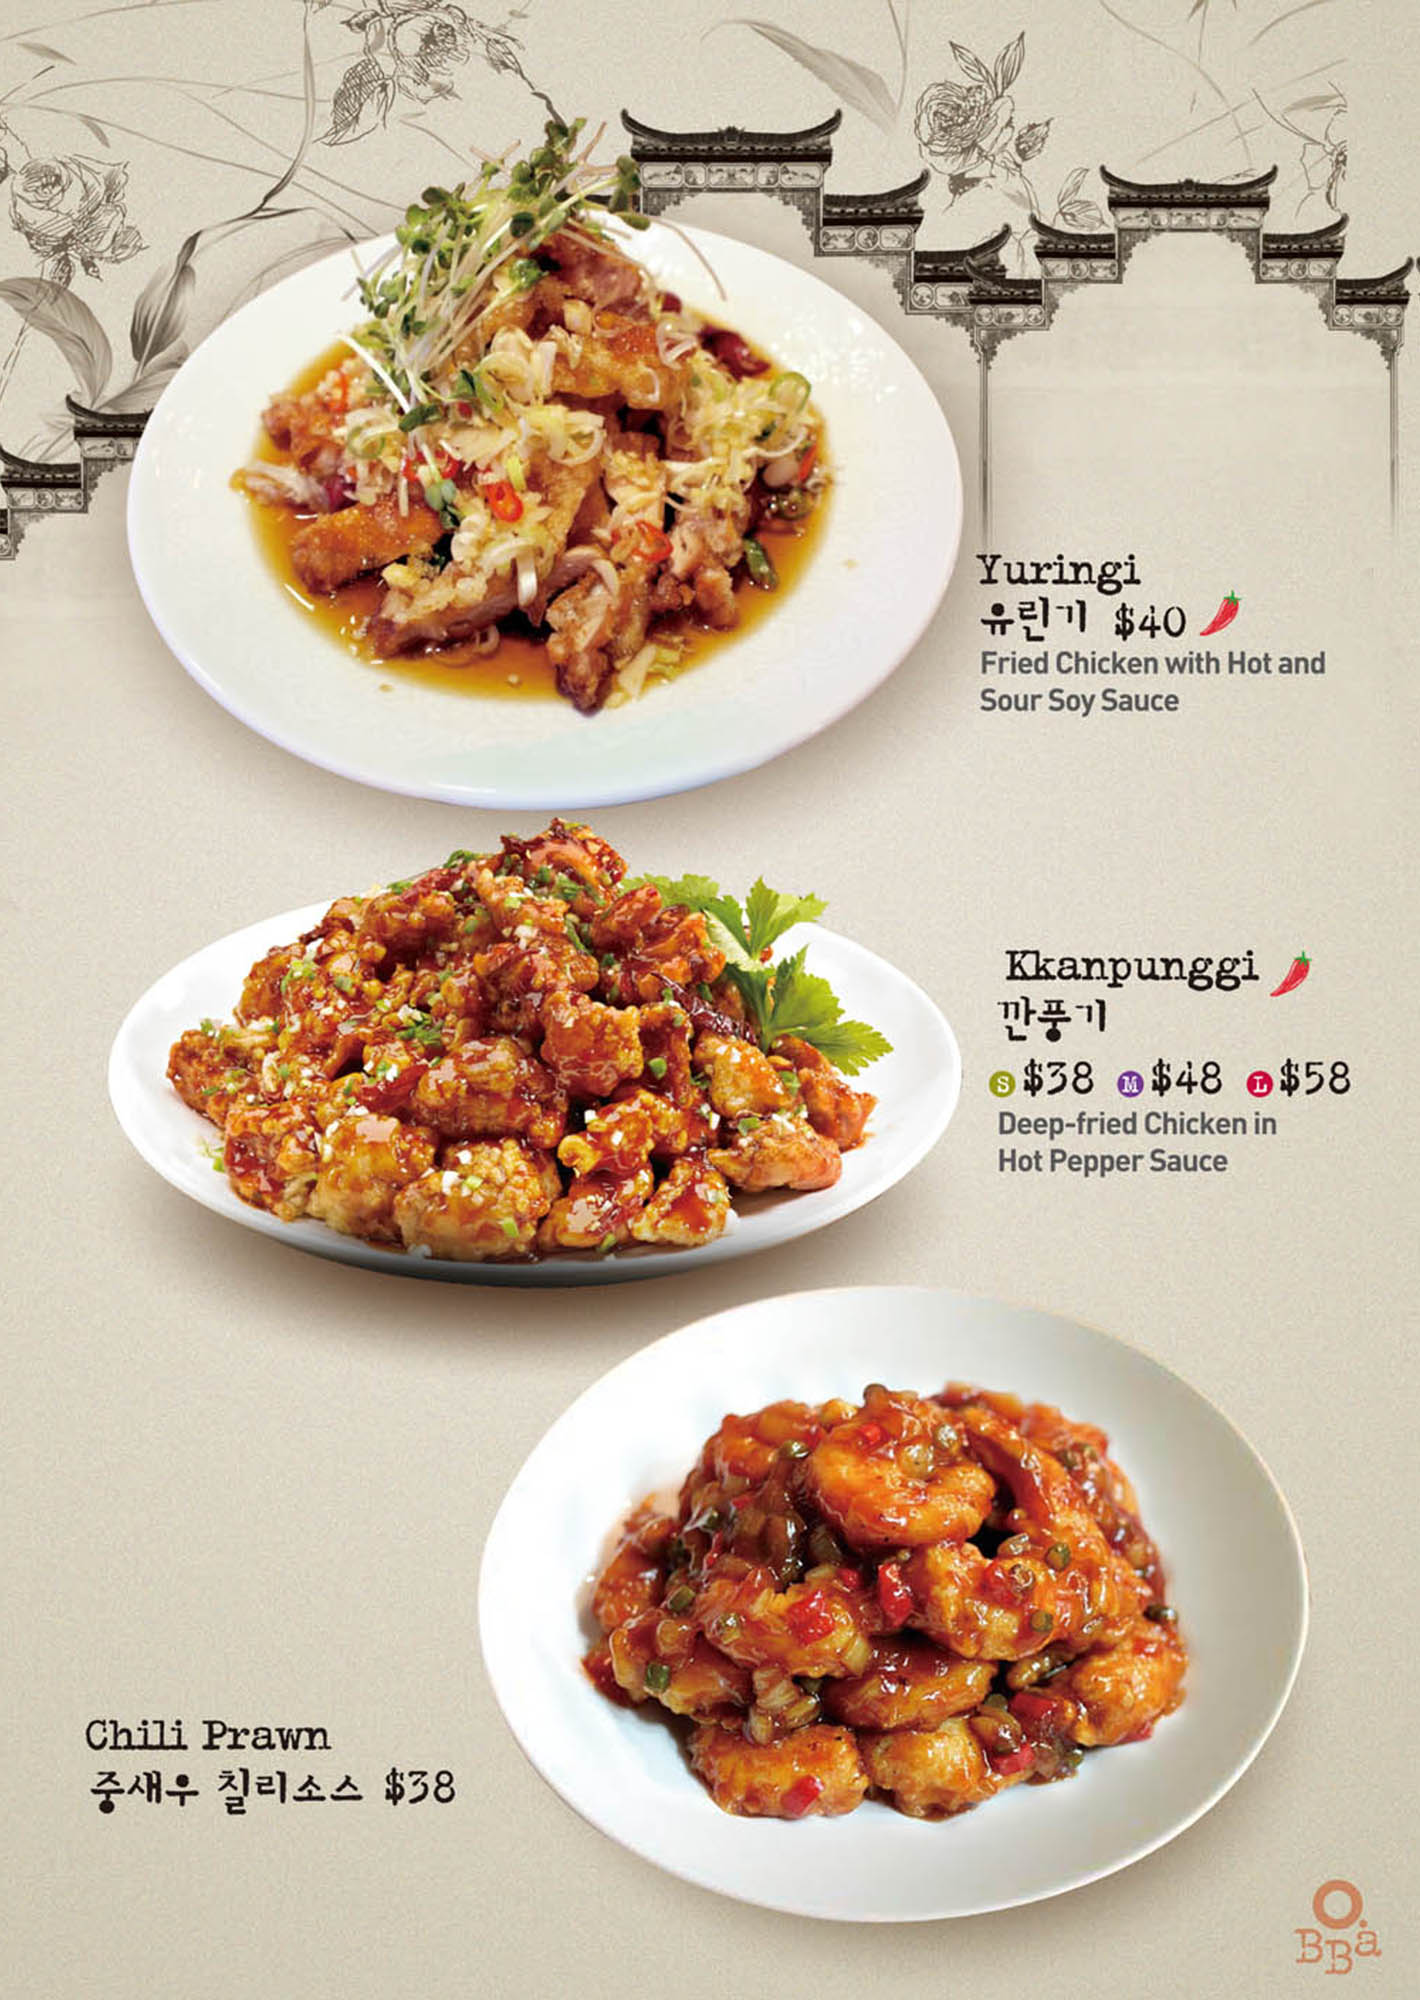 Yuringi
유린기 $40
Fried Chicken with Hot and
Sour Soy Sauce
Kkanpunggi
깐풍기
S $38 M $48 L $58
Deep-fried Chicken in
Hot Pepper Sauce
Chili Prawn
중새우 칠리소스 $38
O.BBa